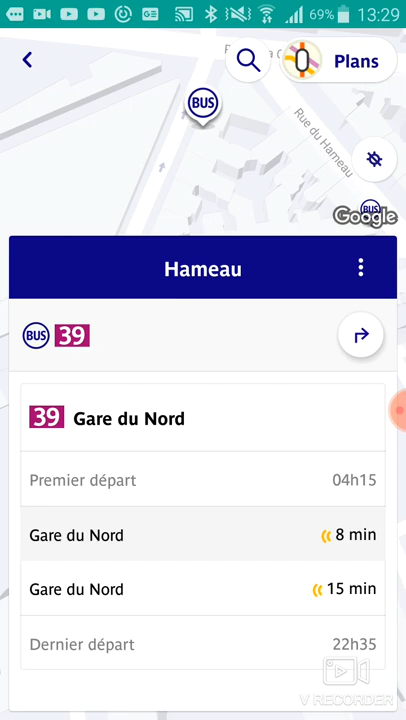 69% 13:29
Plans
BUS
Rue du Hameau
BUS
Google
Hameau
BUS 39
39 Gare du Nord
Premier départ 04h15
Gare du Nord 8 min
Gare du Nord 15 min
Dernier départ 22h35
V RECORDER